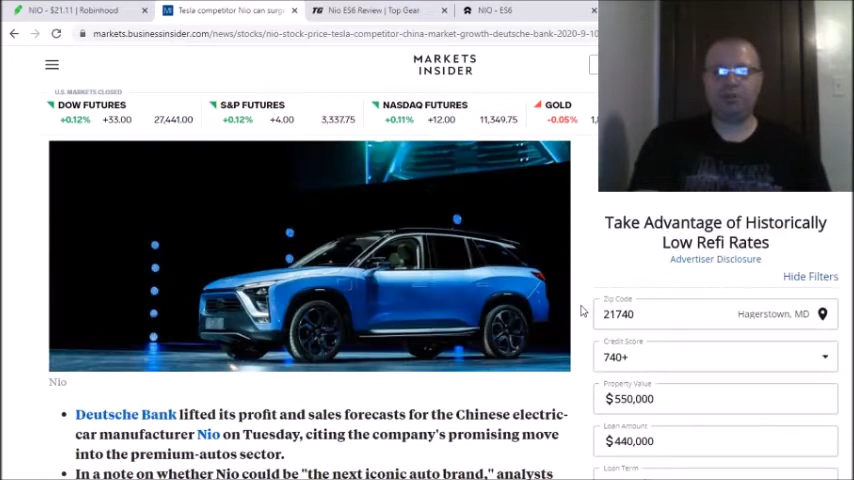 NIO - $21.11 | Robinhood
Tesla competitor Nio can surg
TG Nio ES6 Review | Top Gear
NIO - ES6
markets.businessinsider.com/news/stocks/nio-stock-price-tesla-competitor-china-market-growth-deutsche-bank-2020-9-10
MARKETS
INSIDER
U.S. MARKETS CLOSED
DOW FUTURES
+0.12% +33.00 27,441.00
S&P FUTURES
+0.12% +4.00 3,337.75
NASDAQ FUTURES
+0.11% +12.00 11,349.75
GOLD
-0.05%
Nio
• Deutsche Bank lifted its profit and sales forecasts for the Chinese electric-
car manufacturer Nio on Tuesday, citing the company's promising move
into the premium-autos sector.
• In a note on whether Nio could be "the next iconic auto brand," analysts
Take Advantage of Historically
Low Refi Rates
Advertiser Disclosure
Hide Filters
Zip Code
21740 Hagerstown, MD
Credit Score
740+
Property Value
$550,000
Loan Amount
$440,000
Loan Term